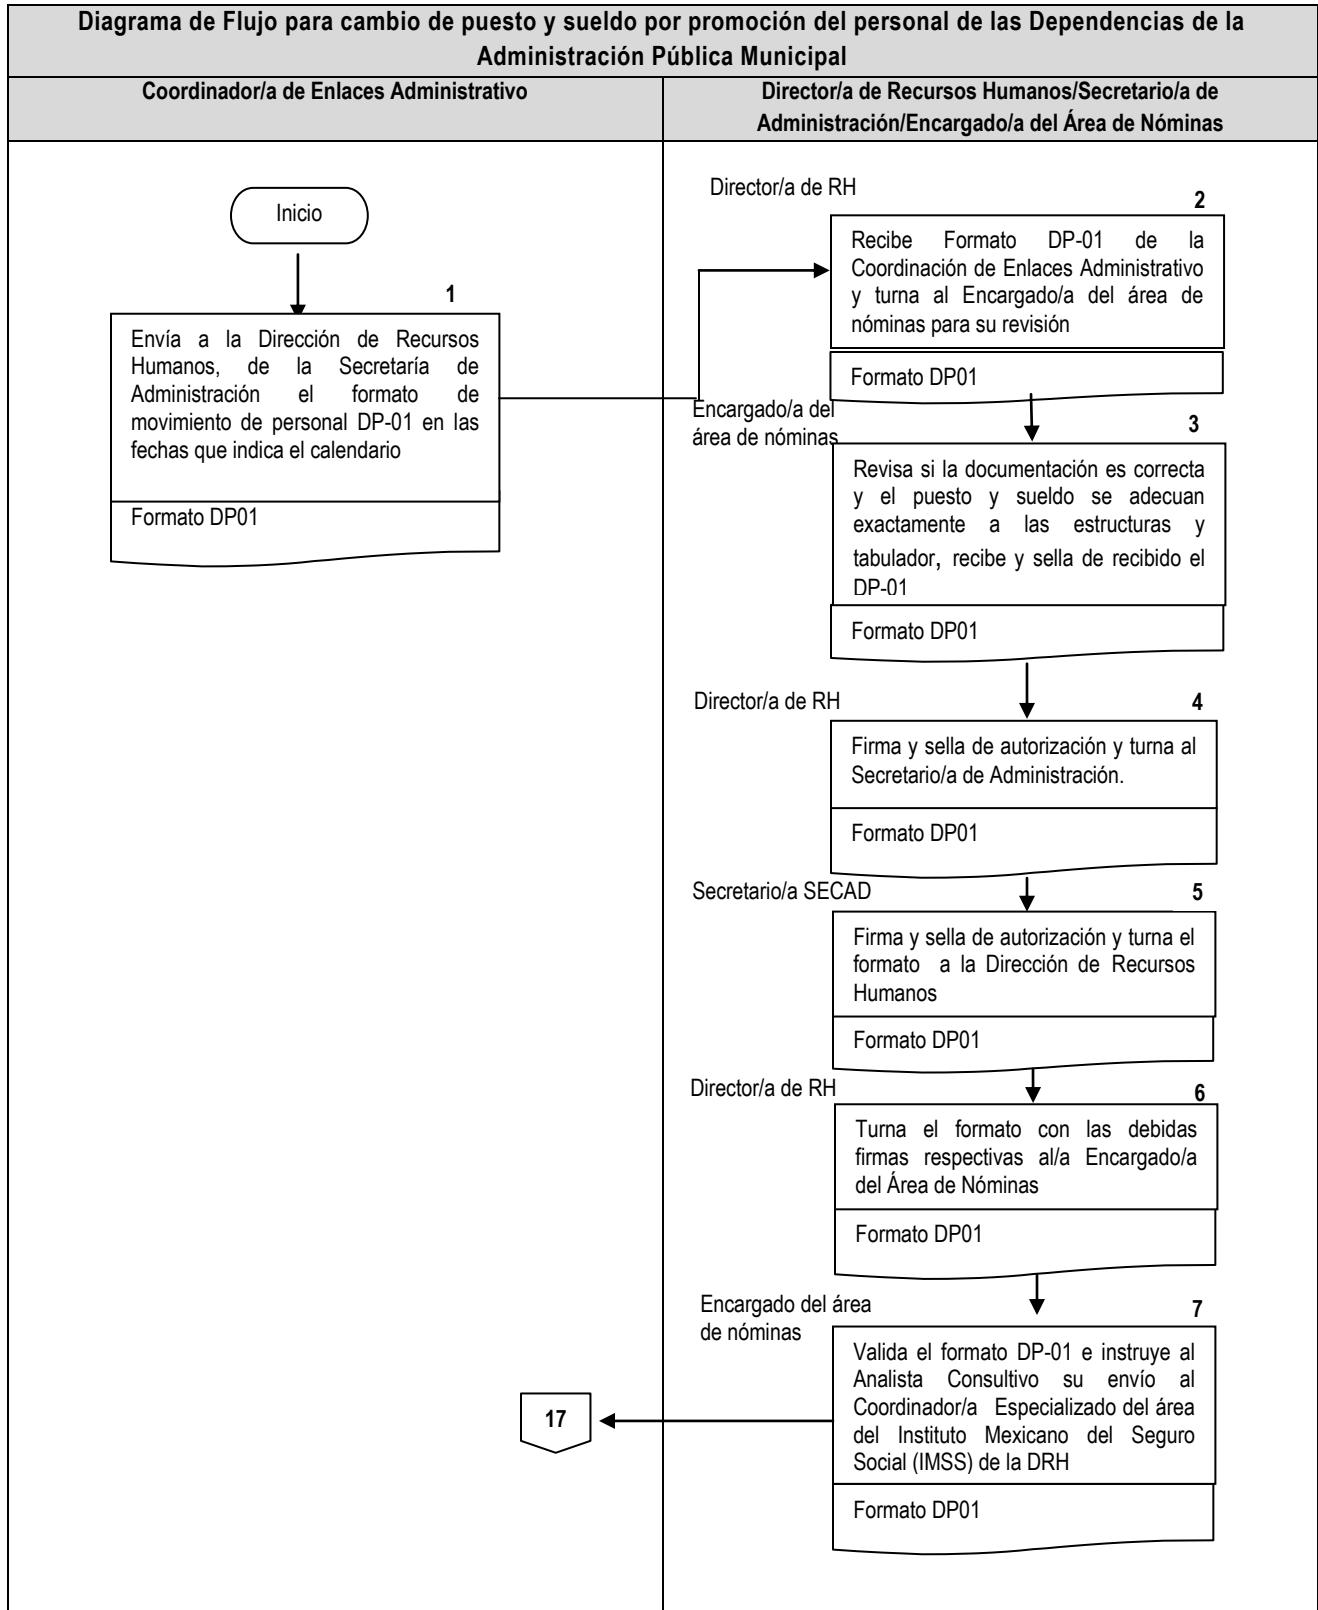 Diagrama de Flujo para cambio de puesto y sueldo por promoción del personal de las Dependencias de la
Administración Pública Municipal
Coordinador/a de Enlaces Administrativo
Director/a de Recursos Humanos/Secretario/a de
Administración/Encargado/a del Área de Nóminas
Inicio
1
Envía a la Dirección de Recursos
Humanos, de la Secretaría de
Administración el formato de
movimiento de personal DP-01 en las
fechas que indica el calendario
Formato DP01
Director/a de RH
2
Recibe Formato DP-01 de la
Coordinación de Enlaces Administrativo
y turna al Encargado/a del área de
nóminas para su revisión
Formato DP01
Encargado/a del
área de nóminas
3
Revisa si la documentación es correcta
y el puesto y sueldo se adecuan
exactamente a las estructuras y
tabulador, recibe y sella de recibido el
DP-01
Formato DP01
Director/a de RH
4
Firma y sella de autorización y turna al
Secretario/a de Administración.
Formato DP01
Secretario/a SECAD
5
Firma y sella de autorización y turna el
formato a la Dirección de Recursos
Humanos
Formato DP01
Director/a de RH
6
Turna el formato con las debidas
firmas respectivas al/a Encargado/a
del Área de Nóminas
Formato DP01
Encargado del área
de nóminas
7
Valida el formato DP-01 e instruye al
Analista Consultivo su envío al
Coordinador/a Especializado del área
del Instituto Mexicano del Seguro
Social (IMSS) de la DRH
Formato DP01
17